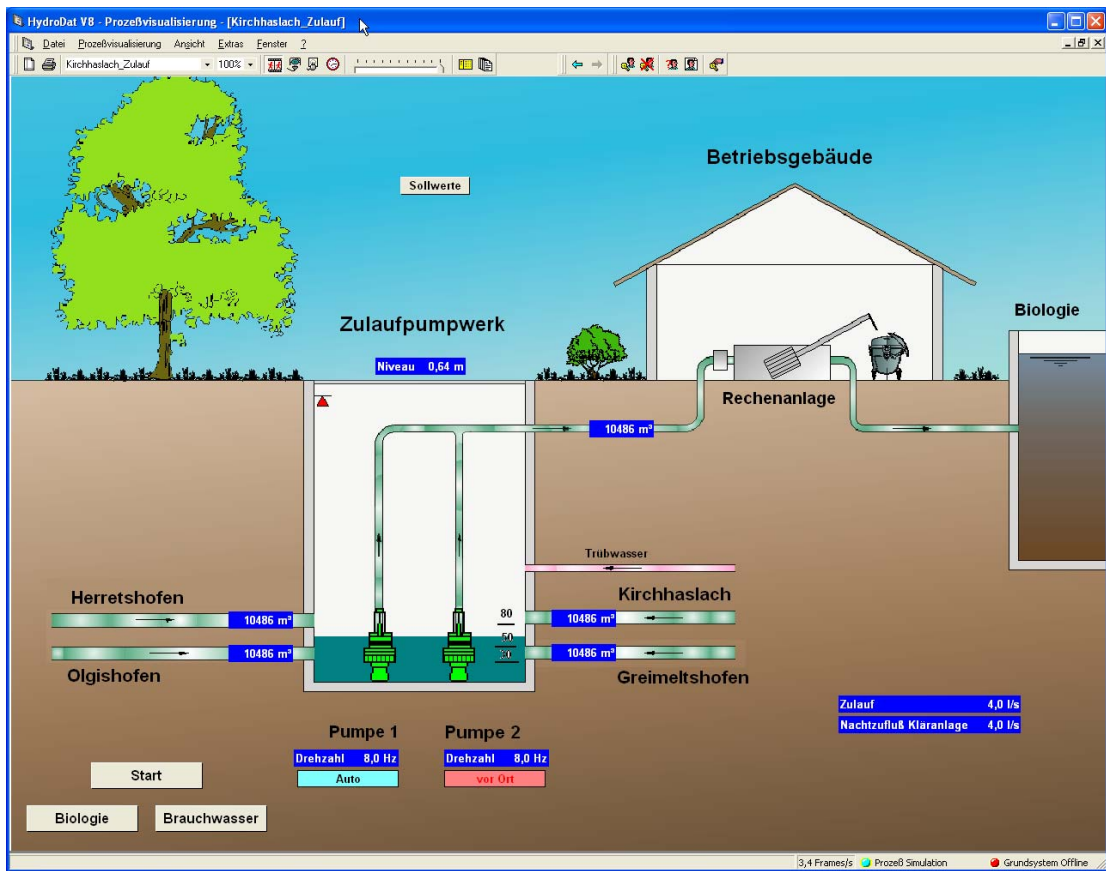 HydroDat V8 - Prozeßvisualisierung - [Kirchhaslach_Zulauf]
Datei Prozeßvisualisierung Ansicht Extras Fenster ?
Kirchhaslach_Zulauf 100%
Betriebsgebäude
Sollwerte
Biologie
Zulaufpumpwerk
Niveau 0,64 m
Rechenanlage
10486 m³
Trübwasser
Herretshofen
Kirchhaslach
80
10486 m³
10486 m³
50
10486 m³
30
10486 m³
Olgishofen
Greimeltshofen
Zulauf 4,0 l/s
Nachtzufluß Kläranlage 4,0 l/s
Pumpe 1 Pumpe 2
Drehzahl 8,0 Hz Drehzahl 8,0 Hz
Start
Auto vor Ort
Biologie Brauchwasser
3,4 Frames/s Prozeß Simulation Grundsystem Offline